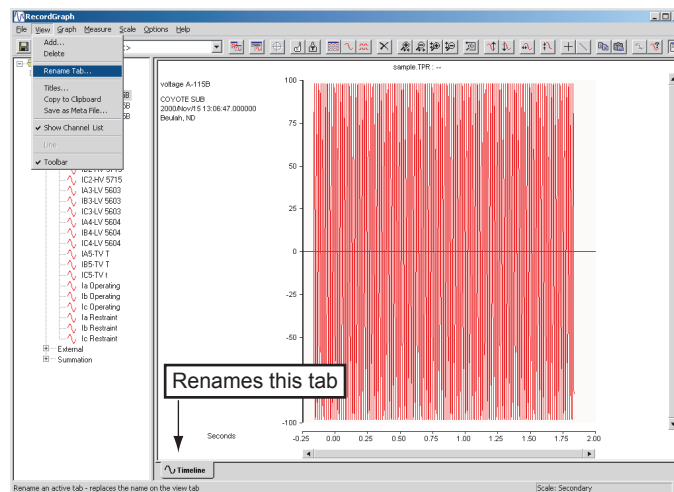 RecordGraph
File View Graph Measure Scale Options Help
Add...
Delete
Rename Tab...
Titles...
Copy to Clipboard
Save as Meta File...
Show Channel List
Line
Toolbar
IC2-HV 5715
IA3-LV 5603
IB3-LV 5603
IC3-LV 5603
IA4-LV 5604
IB4-LV 5604
IC4-LV 5604
IA5-TV T
IB5-TV T
IC5-TV t
Ia Operating
Ib Operating
Ic Operating
Ia Restraint
Ib Restraint
Ic Restraint
External
Summation
sample.TPR : --
voltage A-115B
COYOTE SUB
2000/Nov/15 13:06:47.000000
Beulah, ND
100
75
50
25
0
-25
-50
-100
Seconds
-0.25 0.00 0.25 0.50 0.75 1.00 1.25 1.50 1.75 2.00
Renames this tab
Timeline
Rename an active tab - replaces the name on the view tab
Scale: Secondary